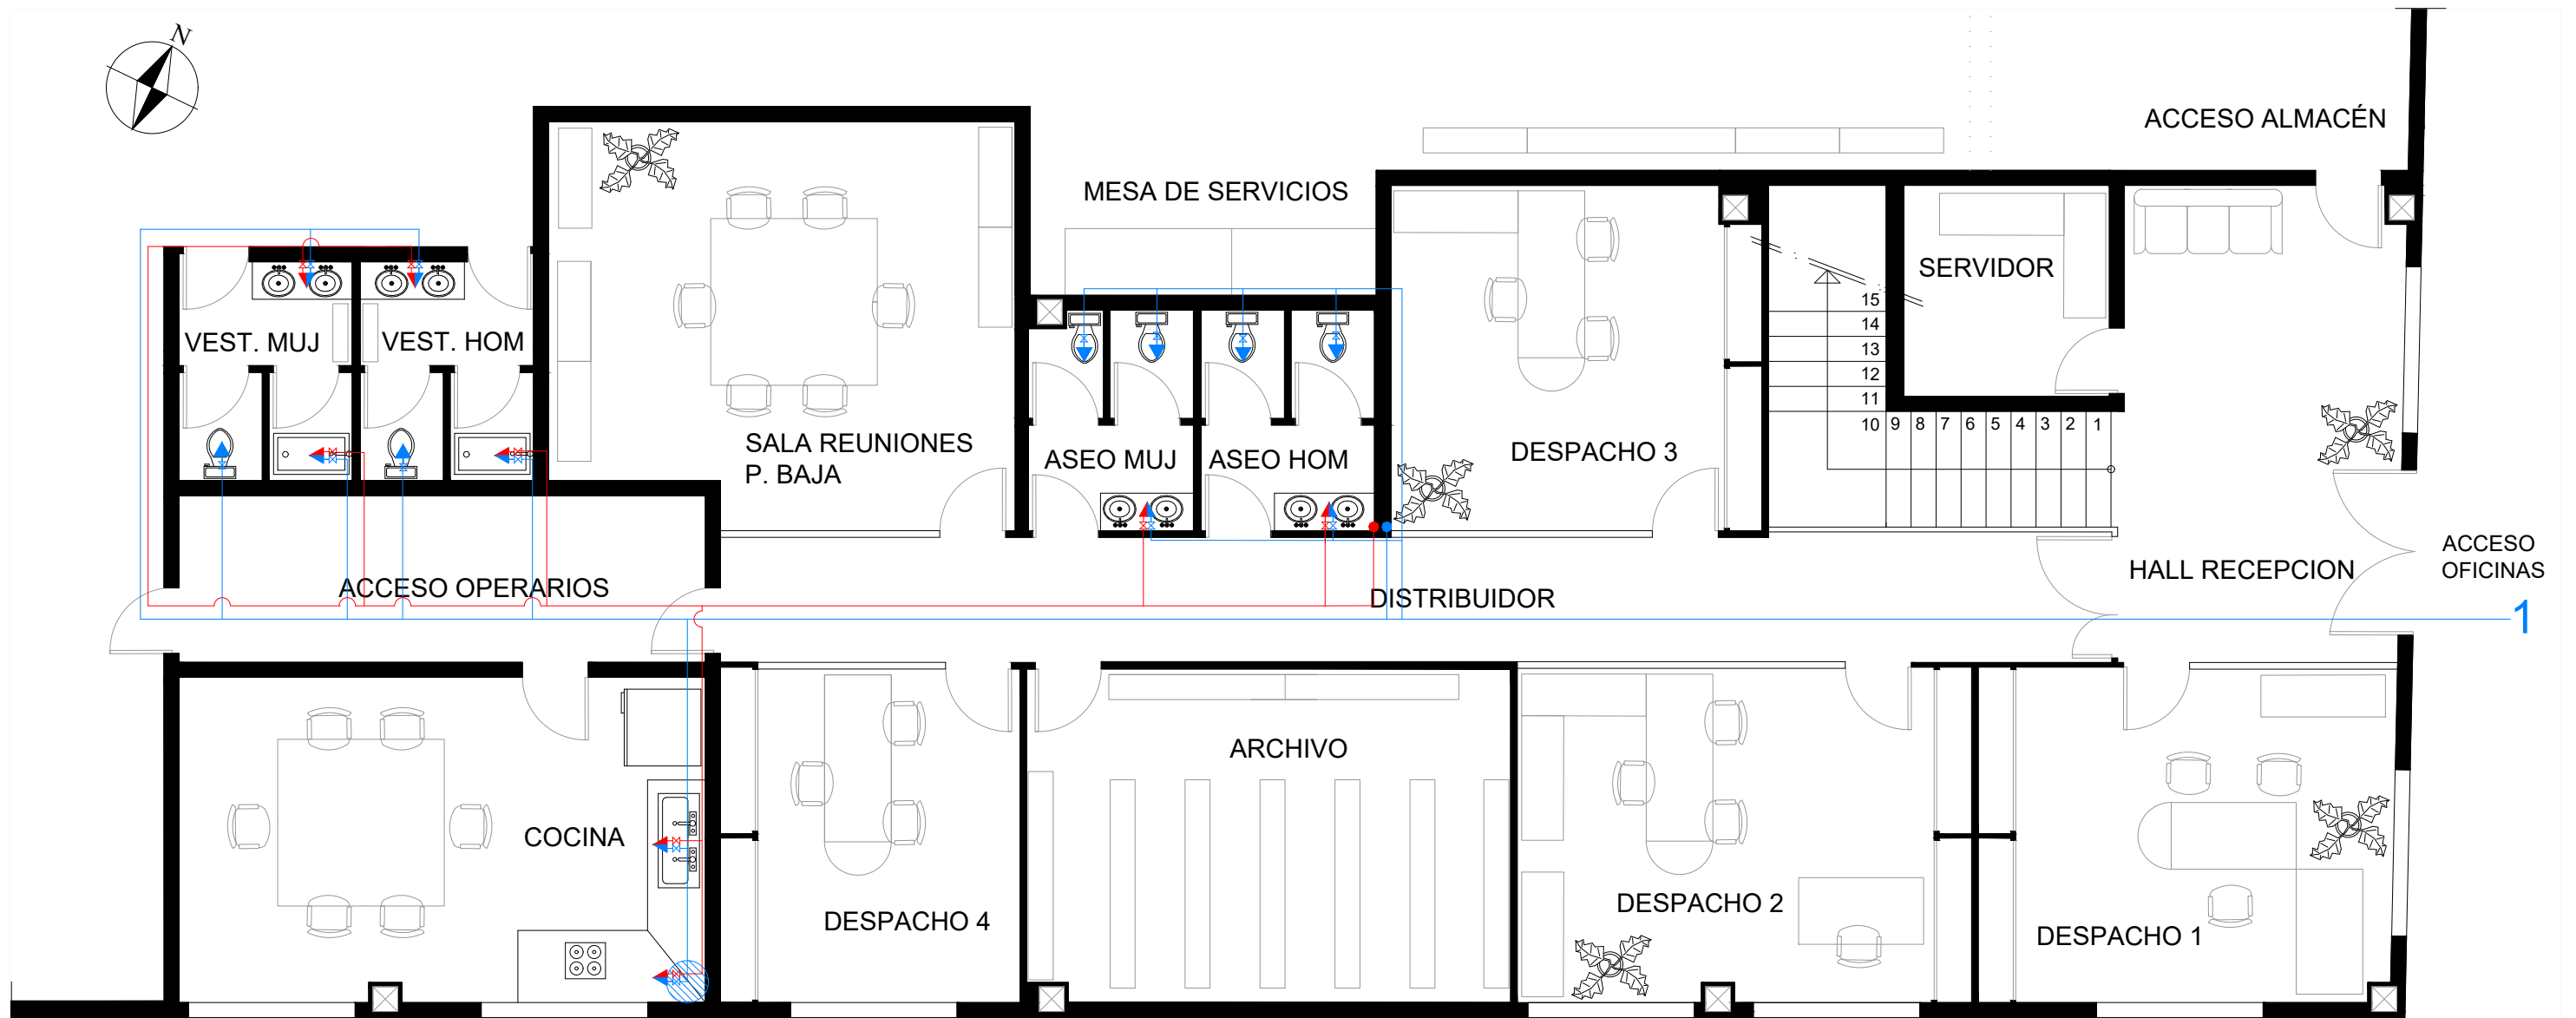 N
ACCESO ALMACÉN
MESA DE SERVICIOS
SERVIDOR
15
14
13
12
11
10 9 8 7 6 5 4 3 2 1
VEST. MUJ
VEST. HOM
SALA REUNIONES
P. BAJA
ASEO MUJ
ASEO HOM
DESPACHO 3
ACCESO
OFICINAS
HALL RECEPCION
ACCESO OPERARIOS
DISTRIBUIDOR
1
ARCHIVO
COCINA
DESPACHO 4
DESPACHO 2
DESPACHO 1